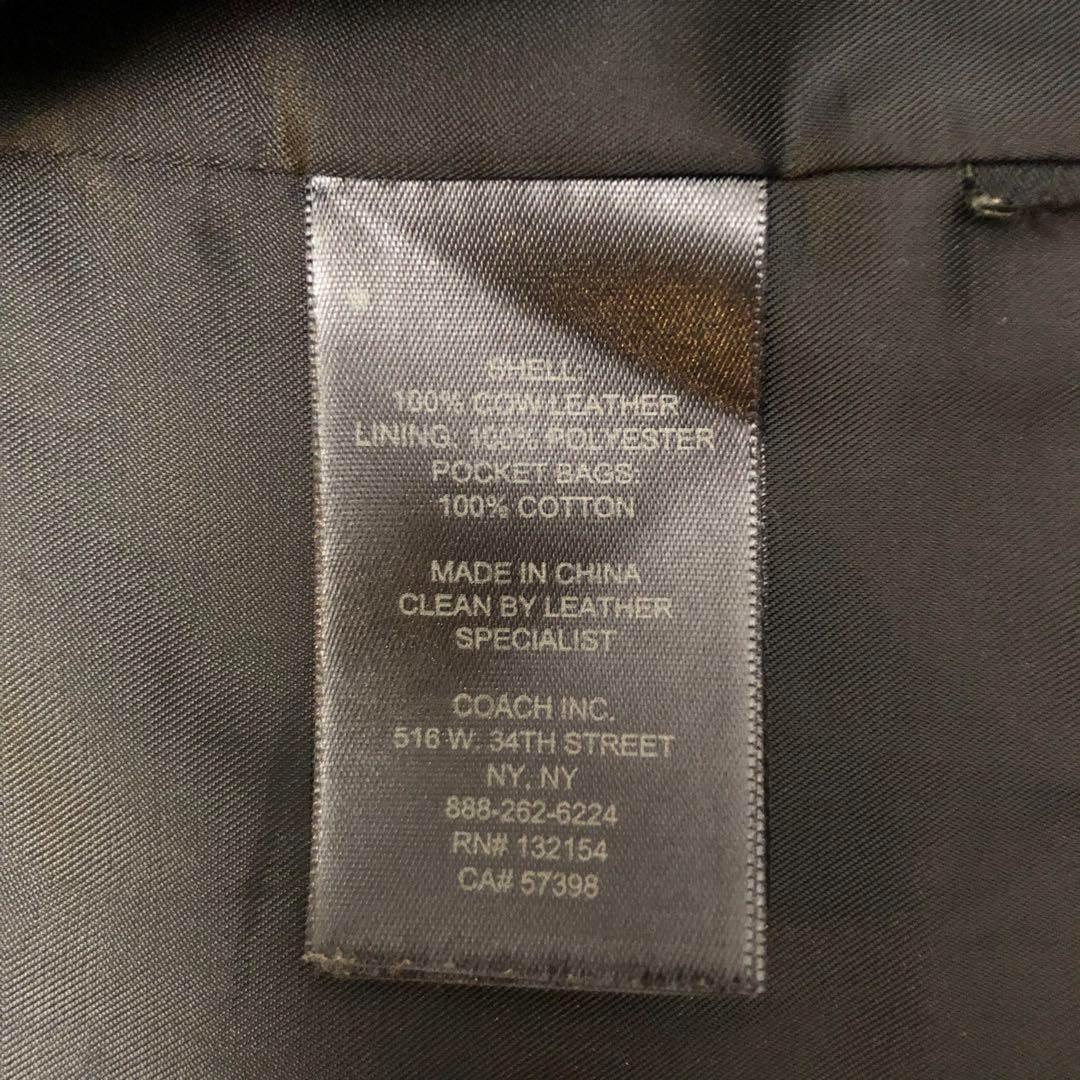 SHELL:
100% COW LEATHER
LINING: 100% POLYESTER
POCKET BAGS:
100% COTTON
MADE IN CHINA
CLEAN BY LEATHER
SPECIALIST
COACH INC.
516 W. 34TH STREET
NY, NY
888-262-6224
RN# 132154
CA# 57398